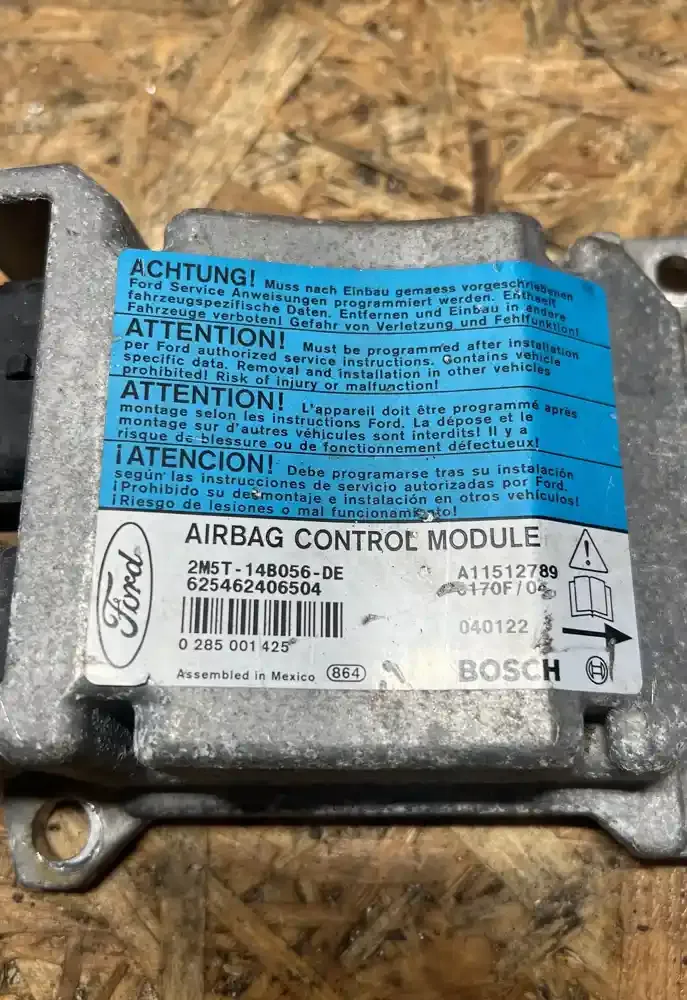 ACHTUNG! Muss nach Einbau gemaess vorgeschriebenen
Ford Service Anweisungen programmiert werden. Enthaelt
fahrzeugspezifische Daten. Entfernen und Einbau in andere
Fahrzeuge verboten! Gefahr von Verletzung und Fehlfunktion!
ATTENTION! Must be programmed after installation
per Ford authorized service instructions. Contains vehicle
specific data. Removal and installation in other vehicles
prohibited! Risk of injury or malfunction!
ATTENTION! L'appareil doit être programmé après
montage selon les instructions Ford. La dépose et le
montage sur d'autres véhicules sont interdits! Il y a
risque de blessure ou de fonctionnement défectueux!
¡ATENCION! Debe programarse tras su instalación
según las instrucciones de servicio autorizadas por Ford.
¡Prohibido su desmontaje e instalación en otros vehículos!
¡Riesgo de lesiones o mal funcionamiento!
AIRBAG CONTROL MODULE
Ford
2M5T-14B056-DE
A11512789
625462406504
040122
0 285 001 425
Assembled in Mexico 864
BOSCH